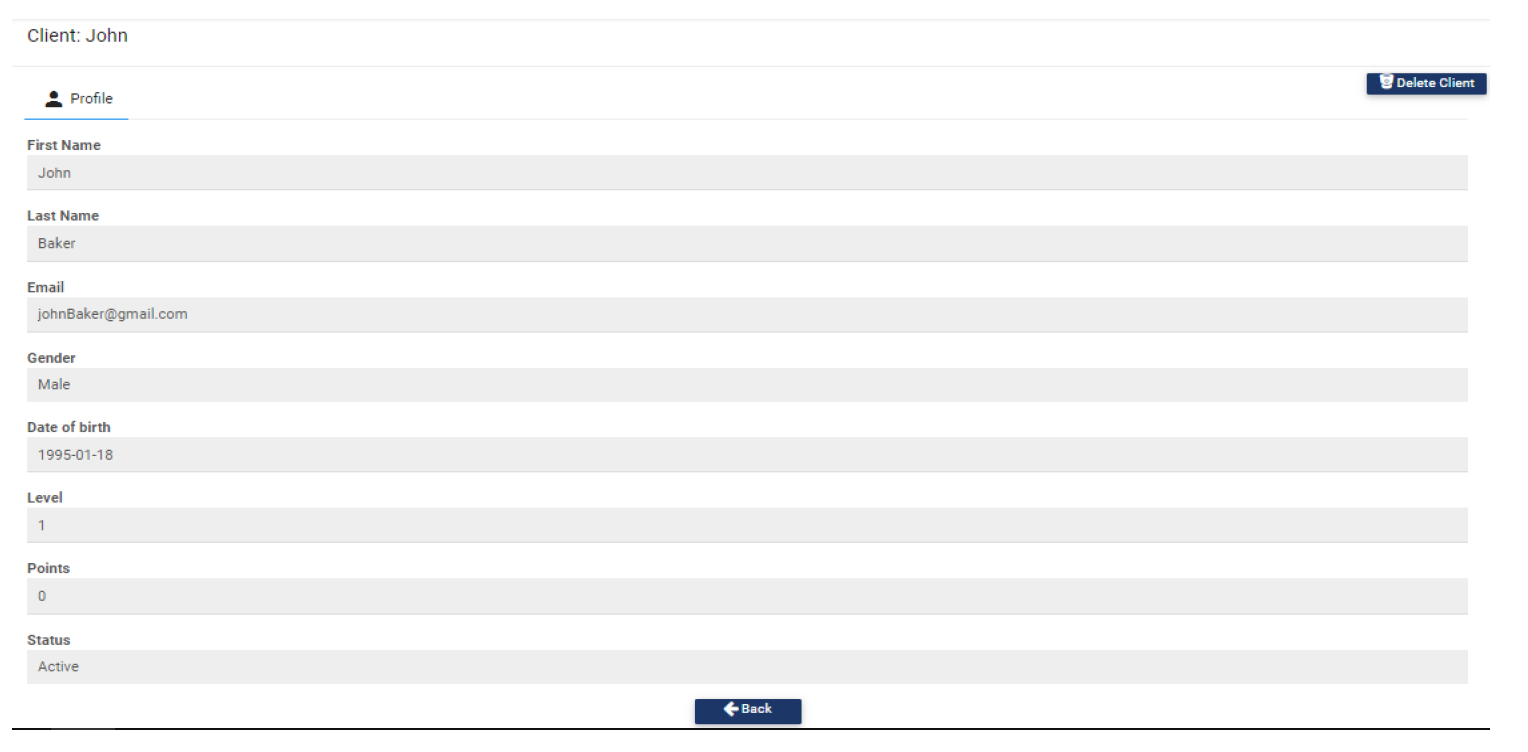 Client: John
Delete Client
Profile
First Name
John
Last Name
Baker
Email
johnBaker@gmail.com
Gender
Male
Date of birth
1995-01-18
Level
1
Points
0
Status
Active
Back